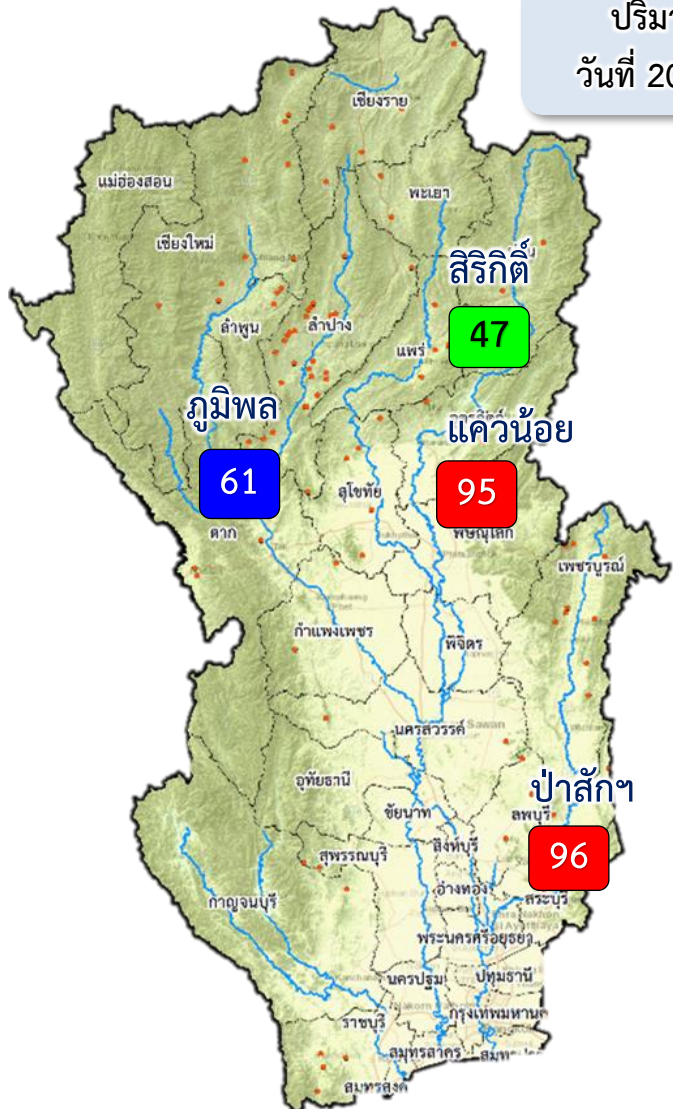 ปริมา
วันที่ 20
เชียงราย
แม่ฮ่องสอน
พะเยา
เชียงใหม่
สิริกิติ์
47
ลำพูน
ลำปาง
แพร่
ภูมิพล
61
แควน้อย
95
สุโขทัย
ตาก
พิษณุโลก
เพชรบูรณ์
กำแพงเพชร
พิจิตร
นครสวรรค์
อุทัยธานี
ป่าสักฯ
96
ชัยนาท
ลพบุรี
สิงห์บุรี
สุพรรณบุรี
อ่างทอง
สระบุรี
กาญจนบุรี
พระนครศรีอยุธยา
นครปฐม
ปทุมธานี
กรุงเทพมหานค
ราชบุรี
สมุทรสาคร
สมุทรสงค